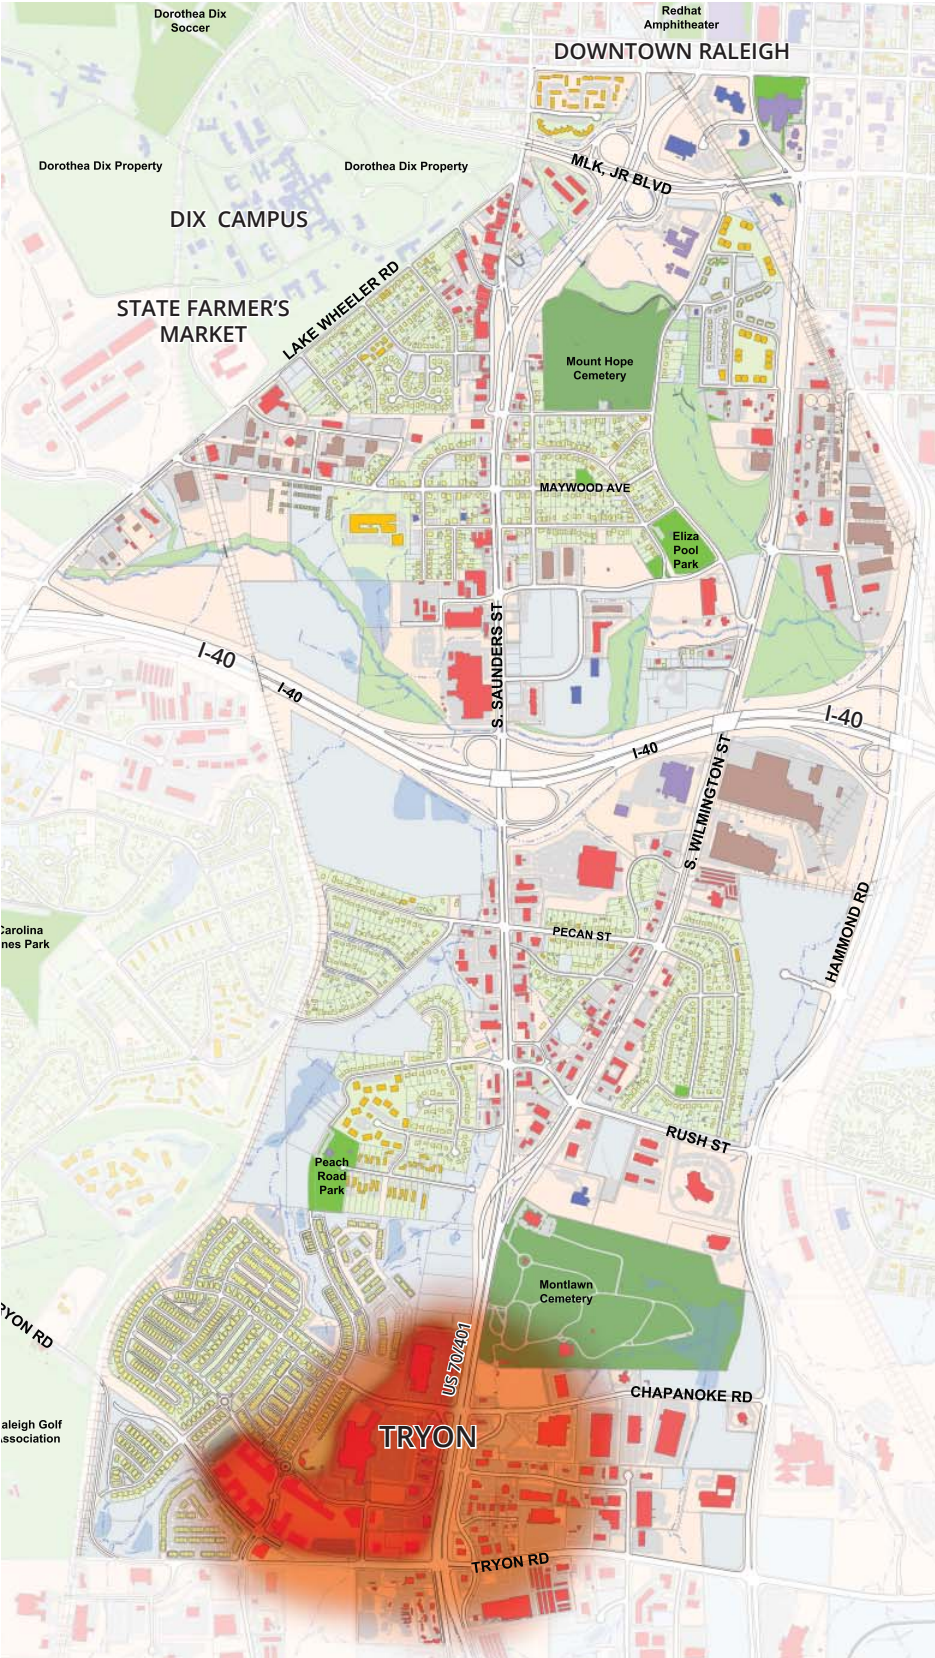 Dorothea Dix
Soccer
Redhat
Amphitheater
DOWNTOWN RALEIGH
MLK, JR BLVD
Dorothea Dix Property
Dorothea Dix Property
DIX CAMPUS
LAKE WHEELER RD
STATE FARMER'S
MARKET
Mount Hope
Cemetery
MAYWOOD AVE
Eliza
Pool
Park
S. SAUNDERS ST
I-40
I-40
I-40
I-40
S. WILMINGTON ST
HAMMOND RD
Carolina
nes Park
PECAN ST
RUSH ST
Peach
Road
Park
Montlawn
Cemetery
RYON RD
US 70/401
CHAPANOKE RD
aleigh Golf
Association
TRYON
TRYON RD